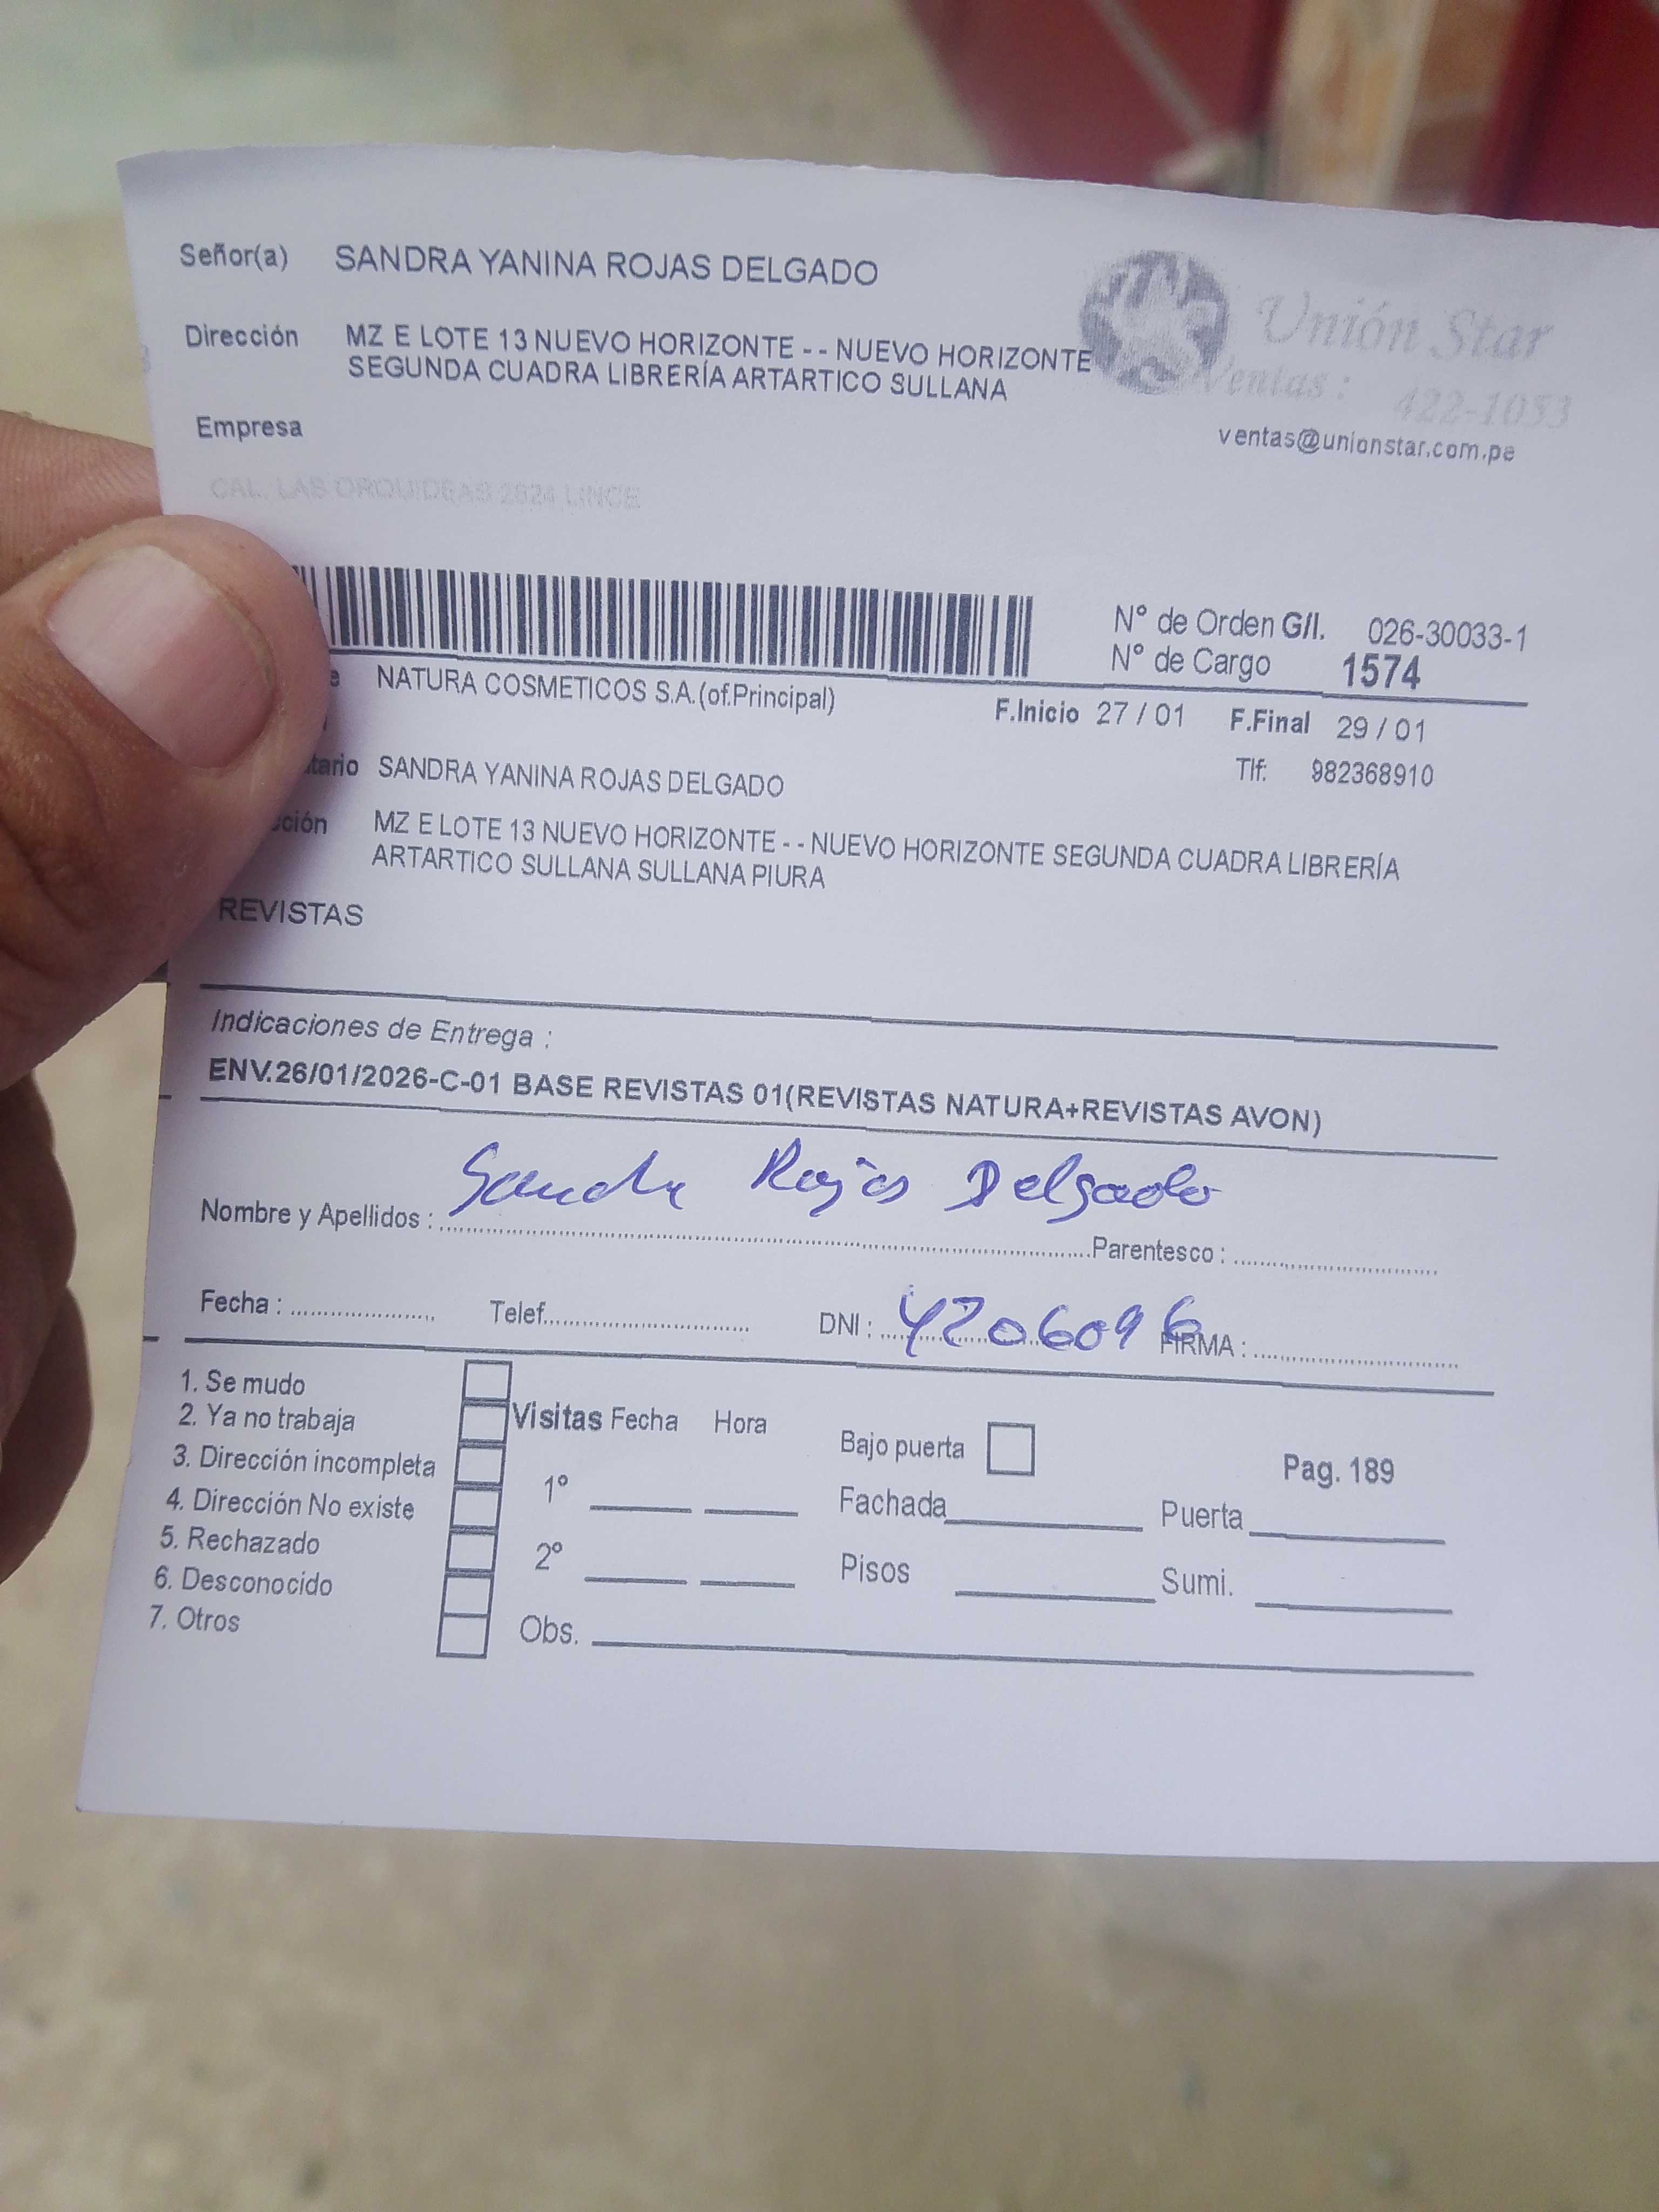 Señor(a) SANDRA YANINA ROJAS DELGADO
Dirección MZ E LOTE 13 NUEVO HORIZONTE - - NUEVO HORIZONTE
SEGUNDA CUADRA LIBRERÍA ARTARTICO SULLANA
Unión Star
Ventas : 422-1053
ventas@unionstar.com.pe
Empresa
CAL. LAS ORQUIDEAS 2624 LINCE
N° de Orden G/I. 026-30033-1
N° de Cargo 1574
NATURA COSMETICOS S.A.(of.Principal) F.Inicio 27 / 01 F.Final 29 / 01
tario SANDRA YANINA ROJAS DELGADO Tlf: 982368910
ción MZ E LOTE 13 NUEVO HORIZONTE - - NUEVO HORIZONTE SEGUNDA CUADRA LIBRERÍA
ARTARTICO SULLANA SULLANA PIURA
REVISTAS
Indicaciones de Entrega :
ENV.26/01/2026-C-01 BASE REVISTAS 01(REVISTAS NATURA+REVISTAS AVON)
Nombre y Apellidos : Sandra Rojas Delgado Parentesco :
Fecha : Telef. DNI : 4206096 FIRMA :
1. Se mudo
2. Ya no trabaja
3. Dirección incompleta
4. Dirección No existe
5. Rechazado
6. Desconocido
7. Otros
Visitas Fecha Hora
1°
2°
Obs.
Bajo puerta
Pag. 189
Fachada Puerta
Pisos Sumi.